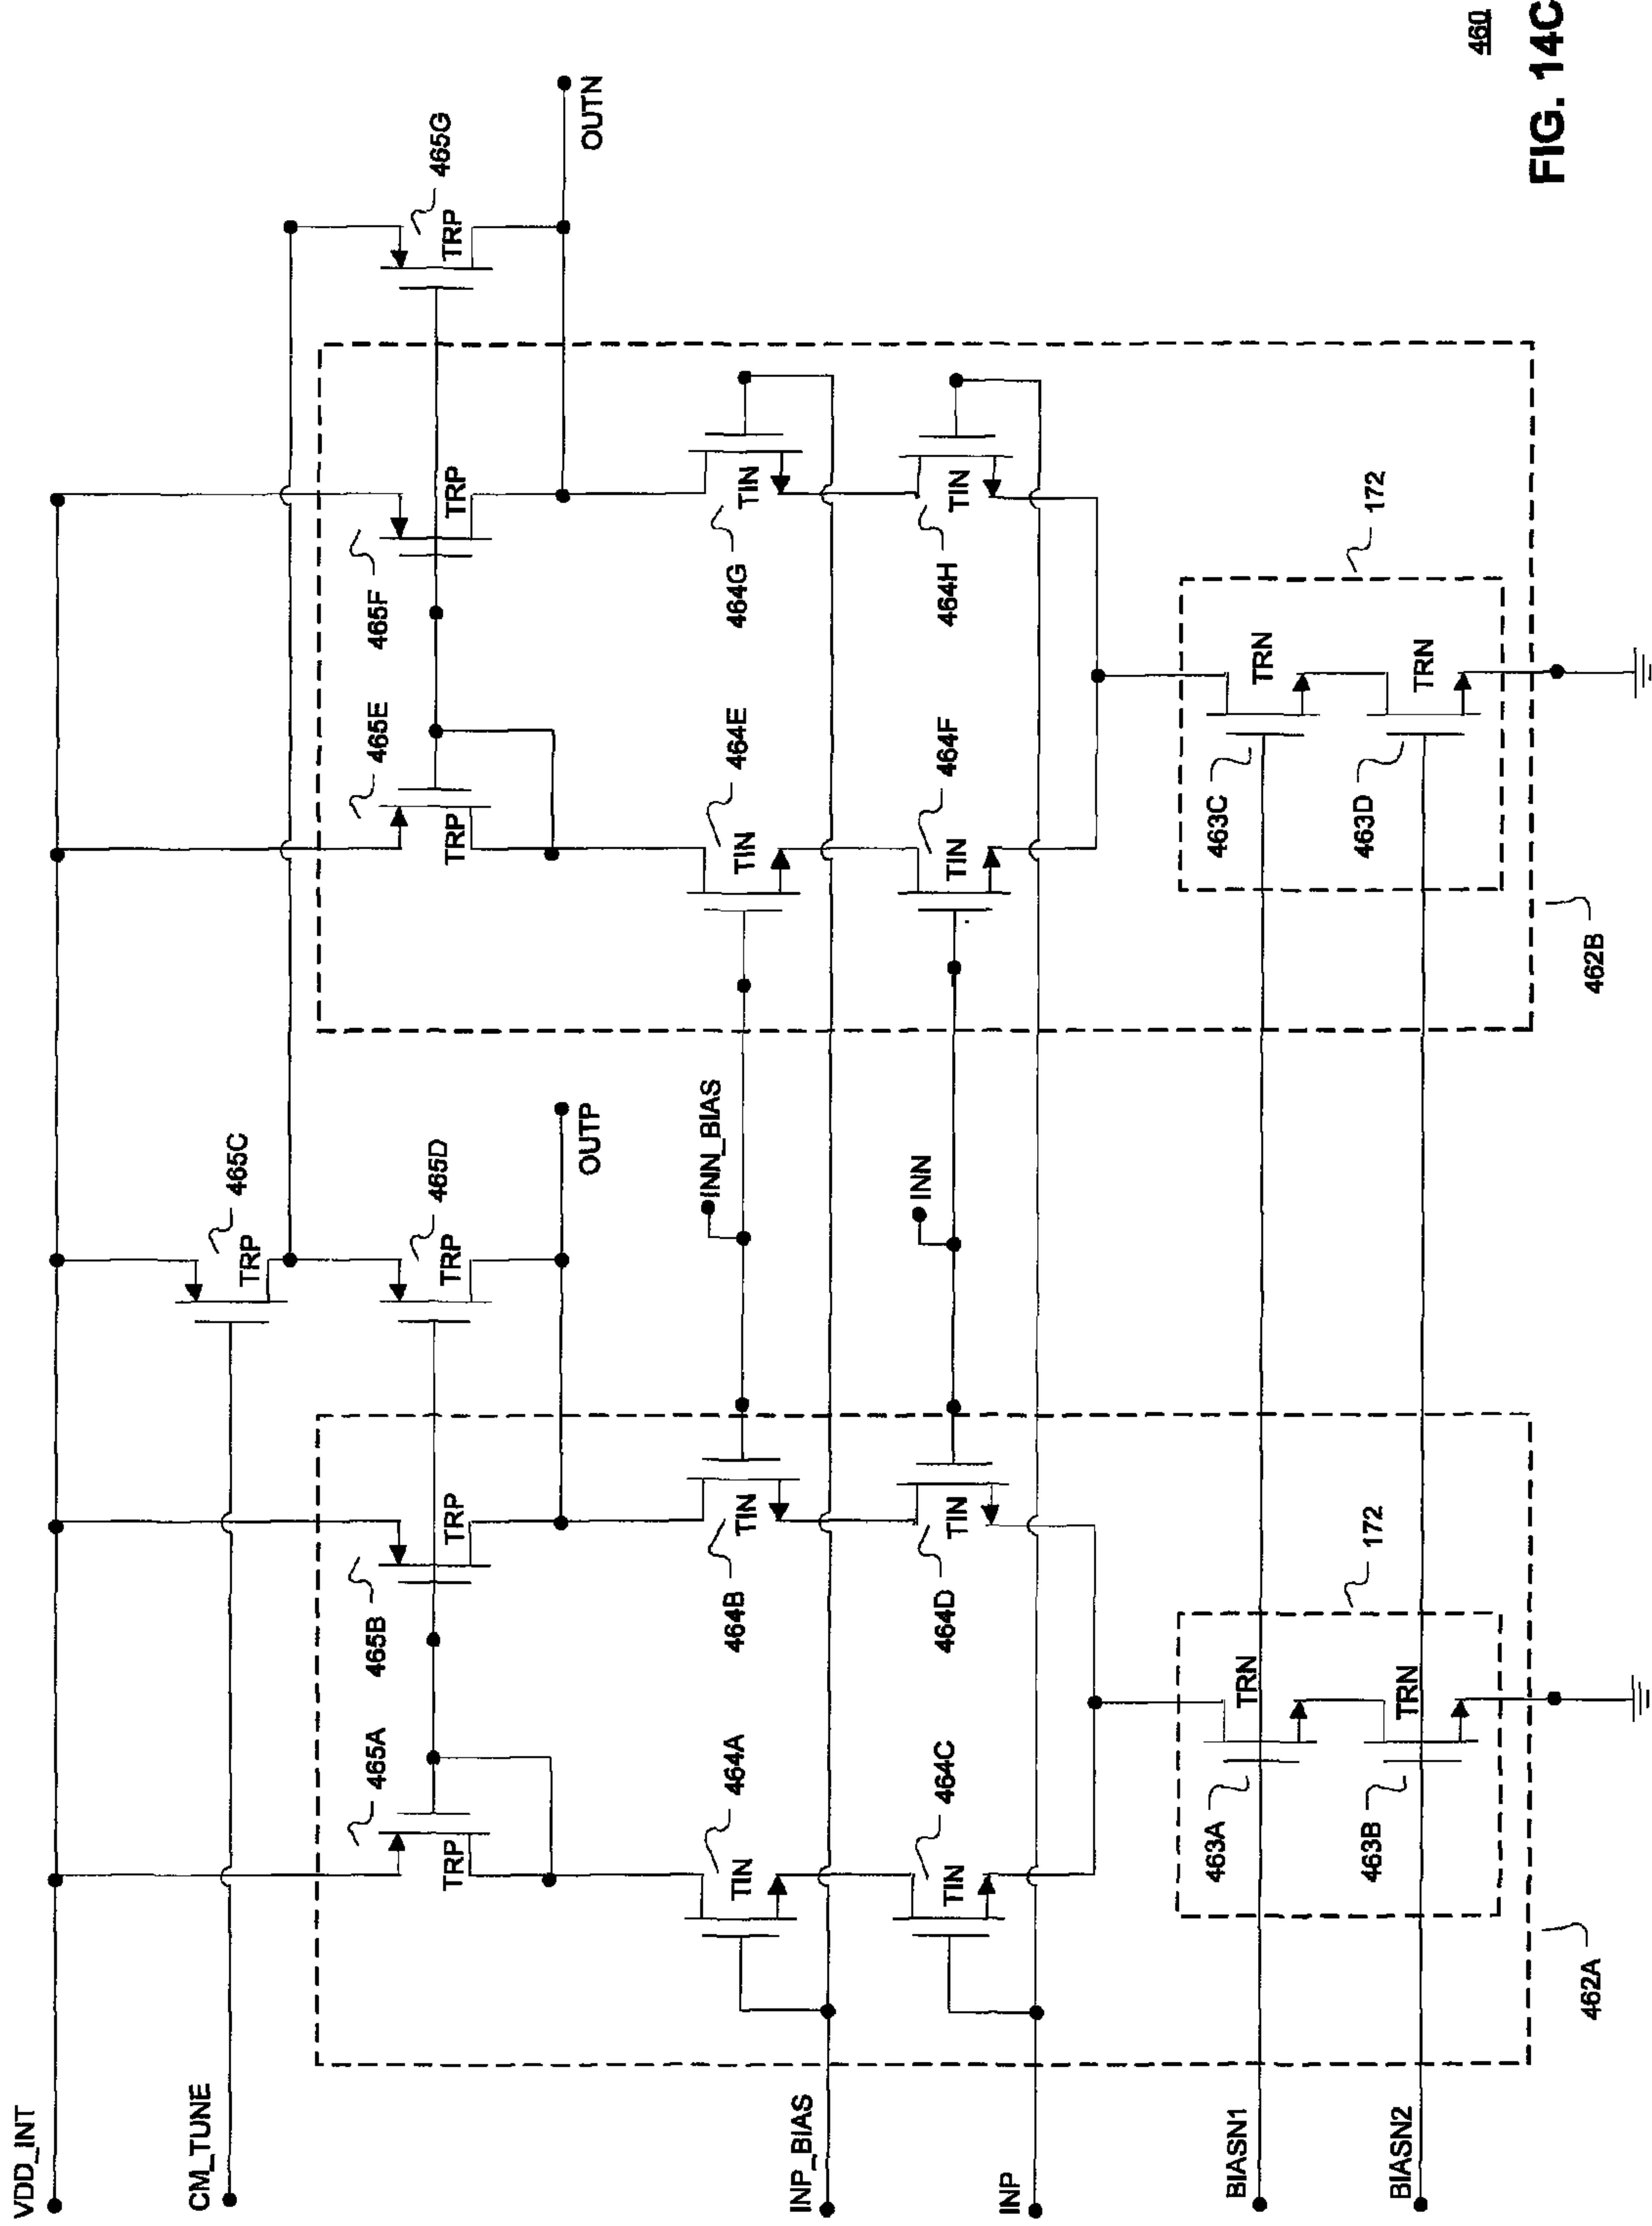 VDD_INT
CM_TUNE
465C
TRP
465A
TRP
465B
TRP
465D
TRP
465E
TRP
465F
TRP
465G
TRP
OUTP
OUTN
464A
TIN
464B
TIN
INN_BIAS
464E
TIN
464G
TIN
INP_BIAS
464C
TIN
464D
TIN
INN
464F
TIN
464H
TIN
INP
172
172
BIASN1
463A
TRN
463C
TRN
BIASN2
463B
TRN
463D
TRN
462A
462B
460
FIG. 14C